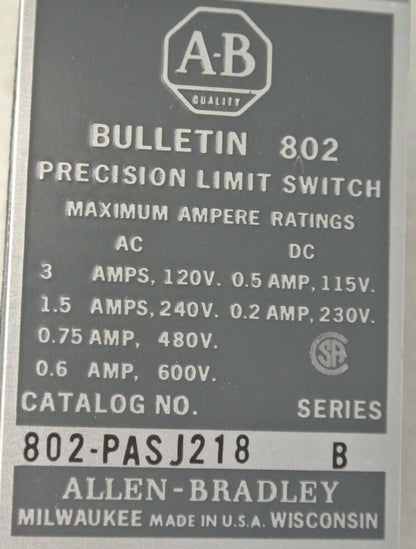 A-B
QUALITY
BULLETIN 802
PRECISION LIMIT SWITCH
MAXIMUM AMPERE RATINGS
AC DC
3 AMPS, 120V. 0.5 AMP, 115V.
1.5 AMPS, 240V. 0.2 AMP, 230V.
0.75 AMP, 480V.
0.6 AMP, 600V.
SA
CATALOG NO. SERIES
802-PASJ218 B
ALLEN-BRADLEY
MILWAUKEE MADE IN U.S.A. WISCONSIN